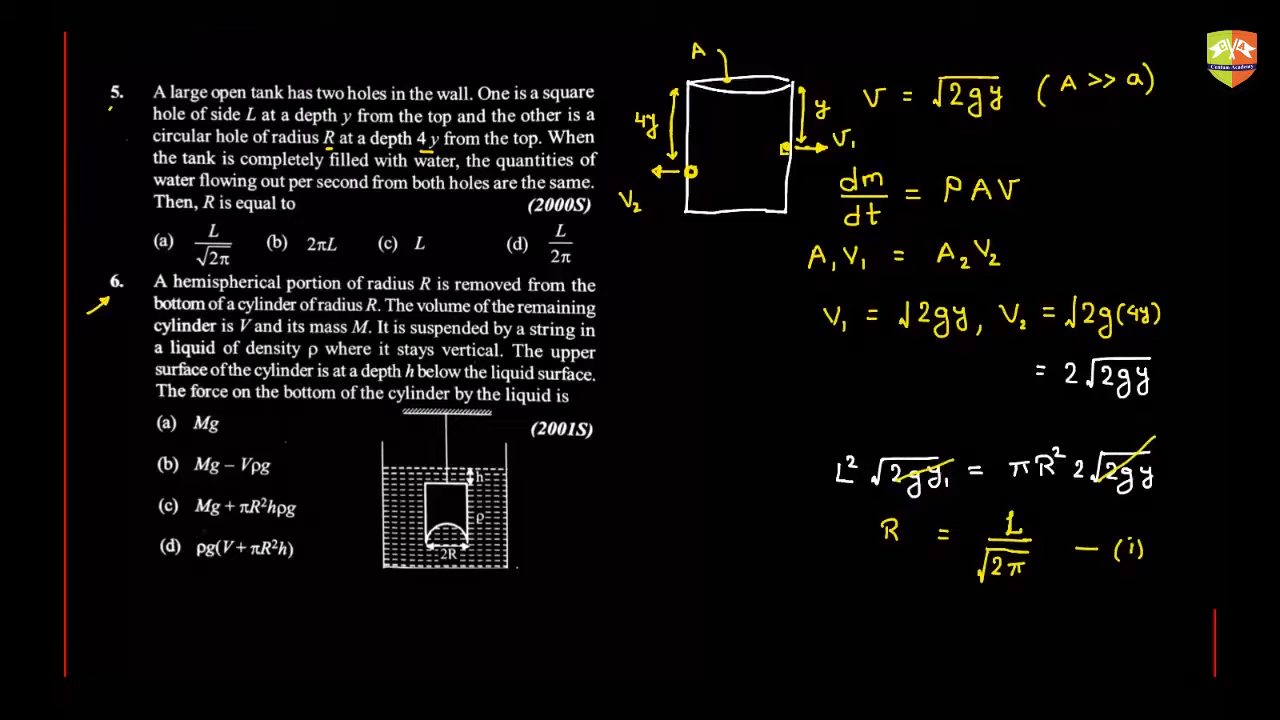 5. A large open tank has two holes in the wall. One is a square
hole of side L at a depth y from the top and the other is a
circular hole of radius R at a depth 4 y from the top. When
the tank is completely filled with water, the quantities of
water flowing out per second from both holes are the same.
Then, R is equal to (2000S)
(a) L/√2π (b) 2πL (c) L (d) L/2π
6. A hemispherical portion of radius R is removed from the
bottom of a cylinder of radius R. The volume of the remaining
cylinder is V and its mass M. It is suspended by a string in
a liquid of density ρ where it stays vertical. The upper
surface of the cylinder is at a depth h below the liquid surface.
The force on the bottom of the cylinder by the liquid is
(2001S)
(a) Mg
(b) Mg – Vρg
(c) Mg + πR²hρg
(d) ρg(V + πR²h)
h
ρ
2R
A
4y
y
V₁
V₂
V = √2gy (A >> a)
dm/dt = ρAV
A₁V₁ = A₂V₂
V₁ = √2gy, V₂ = √2g(4y)
= 2√2gy
L² √2gy₁ = πR² 2√2gy
R = L/√2π — (i)
CVA
Centum Academy